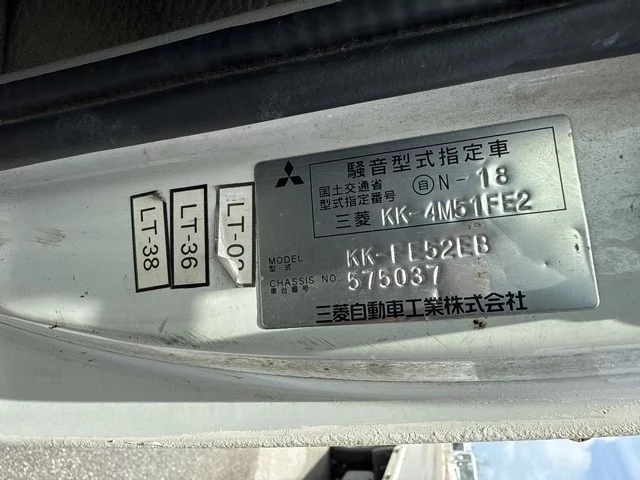 騒音型式指定車
国土交通省
型式指定番号 自 N-18
三菱 KK-4M51FE2
MODEL
型式
KK-FE52EB
CHASSIS NO
車台番号
575037
三菱自動車工業株式会社
LT-38
LT-36